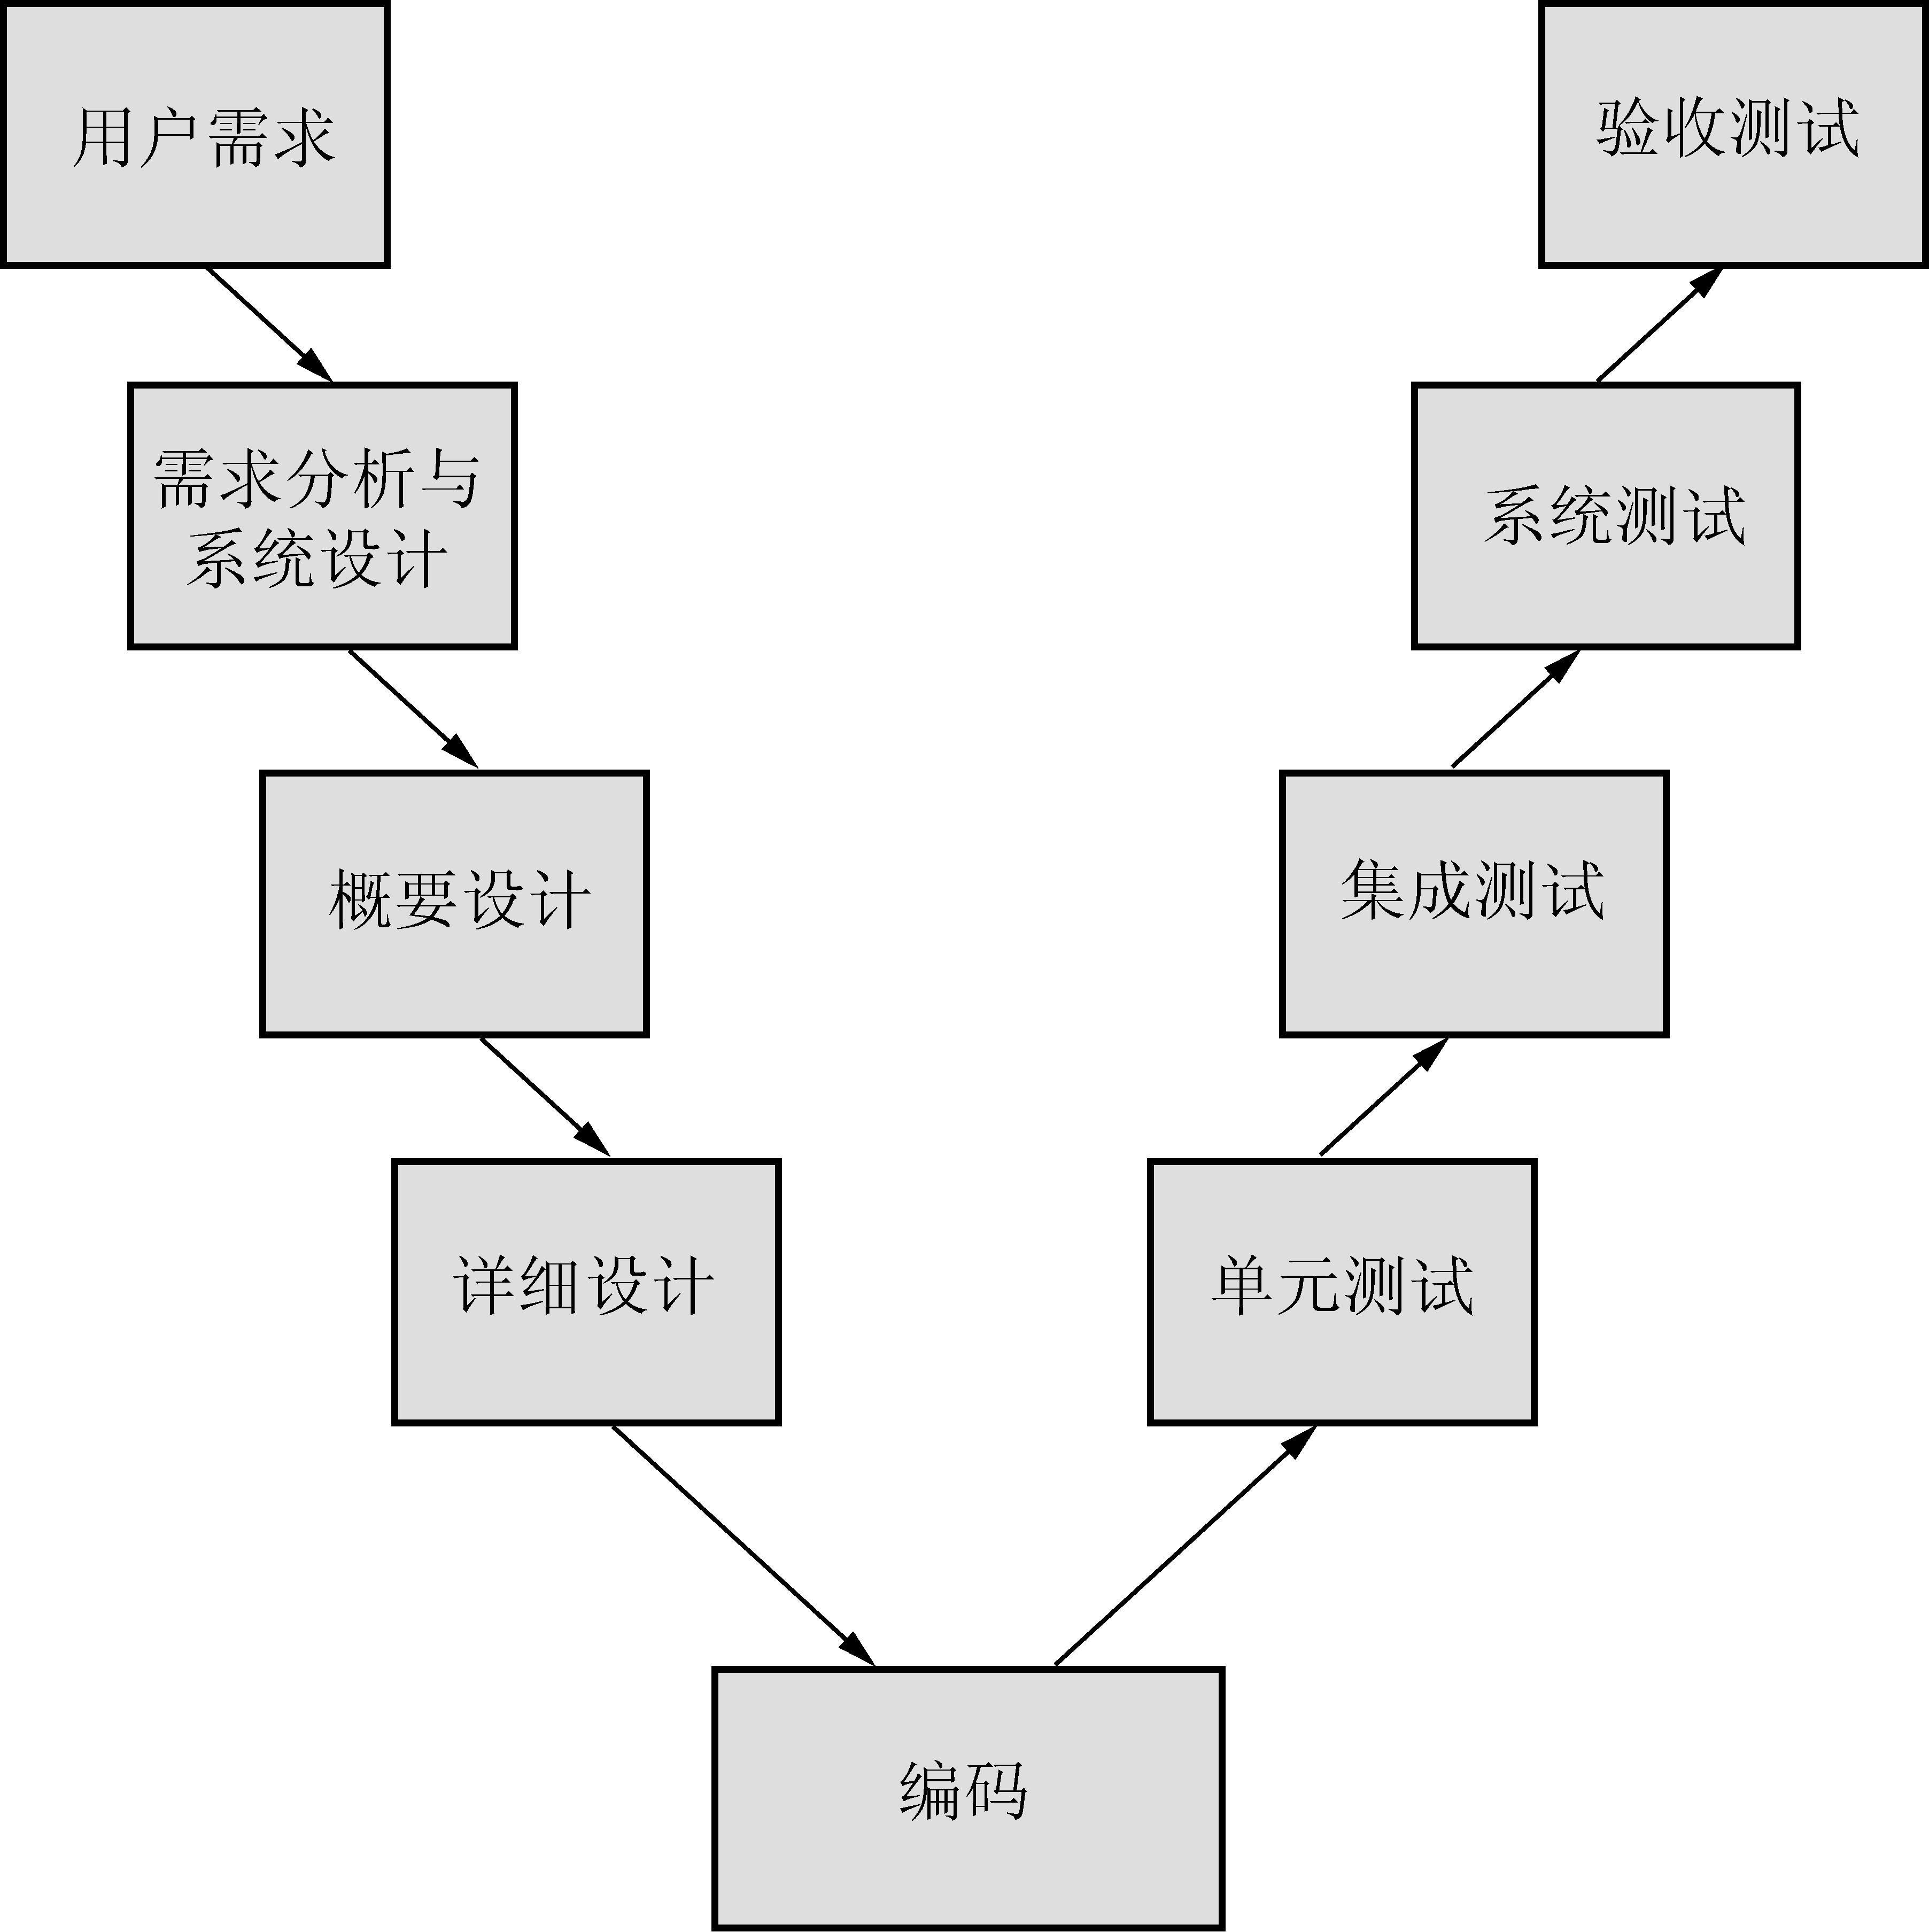 用户需求
验收测试
需求分析与
系统设计
系统测试
概要设计
集成测试
详细设计
单元测试
编码